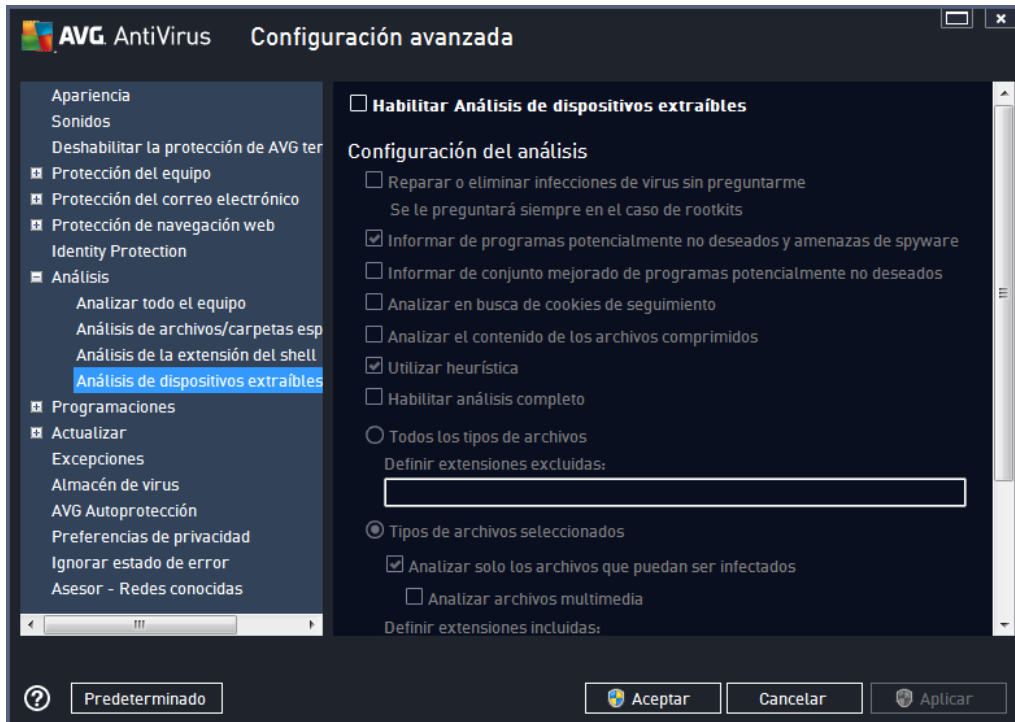 AVG AntiVirus Configuración avanzada
Apariencia
Sonidos
Deshabilitar la protección de AVG ter
Protección del equipo
Protección del correo electrónico
Protección de navegación web
Identity Protection
Análisis
Analizar todo el equipo
Análisis de archivos/carpetas esp
Análisis de la extensión del shell
Análisis de dispositivos extraíbles
Programaciones
Actualizar
Excepciones
Almacén de virus
AVG Autoprotección
Preferencias de privacidad
Ignorar estado de error
Asesor - Redes conocidas
Habilitar Análisis de dispositivos extraíbles
Configuración del análisis
Reparar o eliminar infecciones de virus sin preguntarme
Se le preguntará siempre en el caso de rootkits
Informar de programas potencialmente no deseados y amenazas de spyware
Informar de conjunto mejorado de programas potencialmente no deseados
Analizar en busca de cookies de seguimiento
Analizar el contenido de los archivos comprimidos
Utilizar heurística
Habilitar análisis completo
Todos los tipos de archivos
Definir extensiones excluidas:
Tipos de archivos seleccionados
Analizar solo los archivos que puedan ser infectados
Analizar archivos multimedia
Definir extensiones incluidas:
Predeterminado
Aceptar
Cancelar
Aplicar